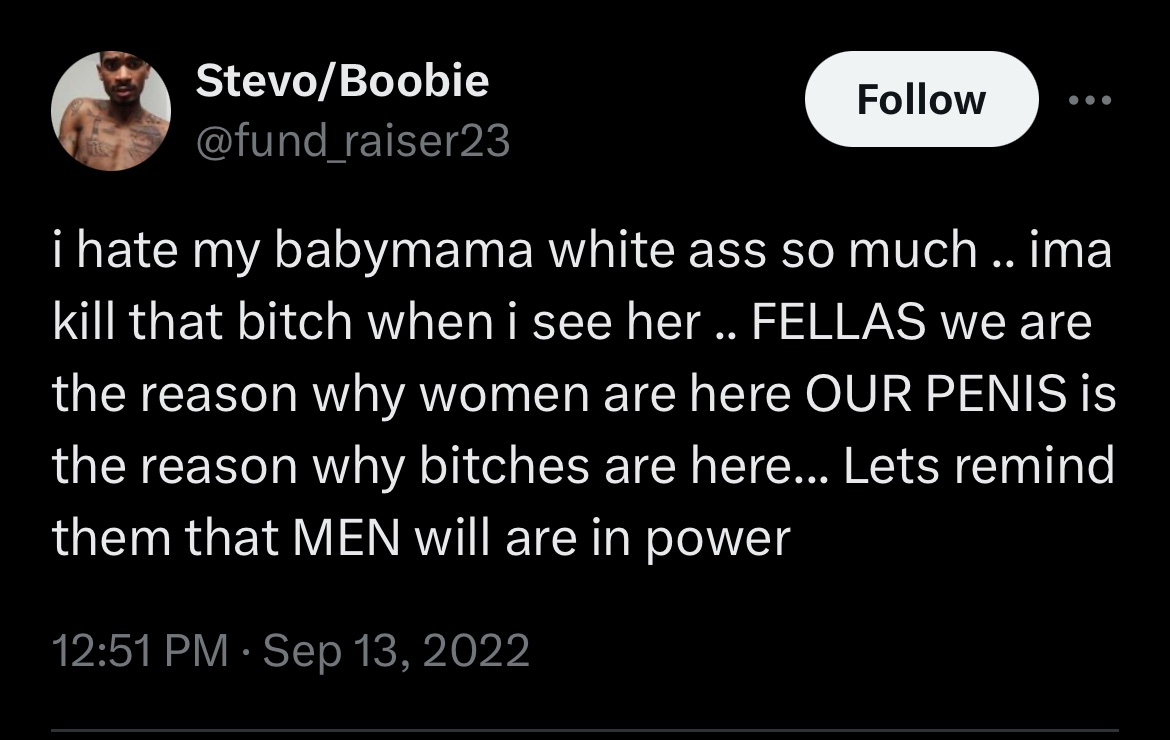 Stevo/Boobie
@fund_raiser23
Follow
i hate my babymama white ass so much .. ima
kill that bitch when i see her .. FELLAS we are
the reason why women are here OUR PENIS is
the reason why bitches are here... Lets remind
them that MEN will are in power
12:51 PM · Sep 13, 2022